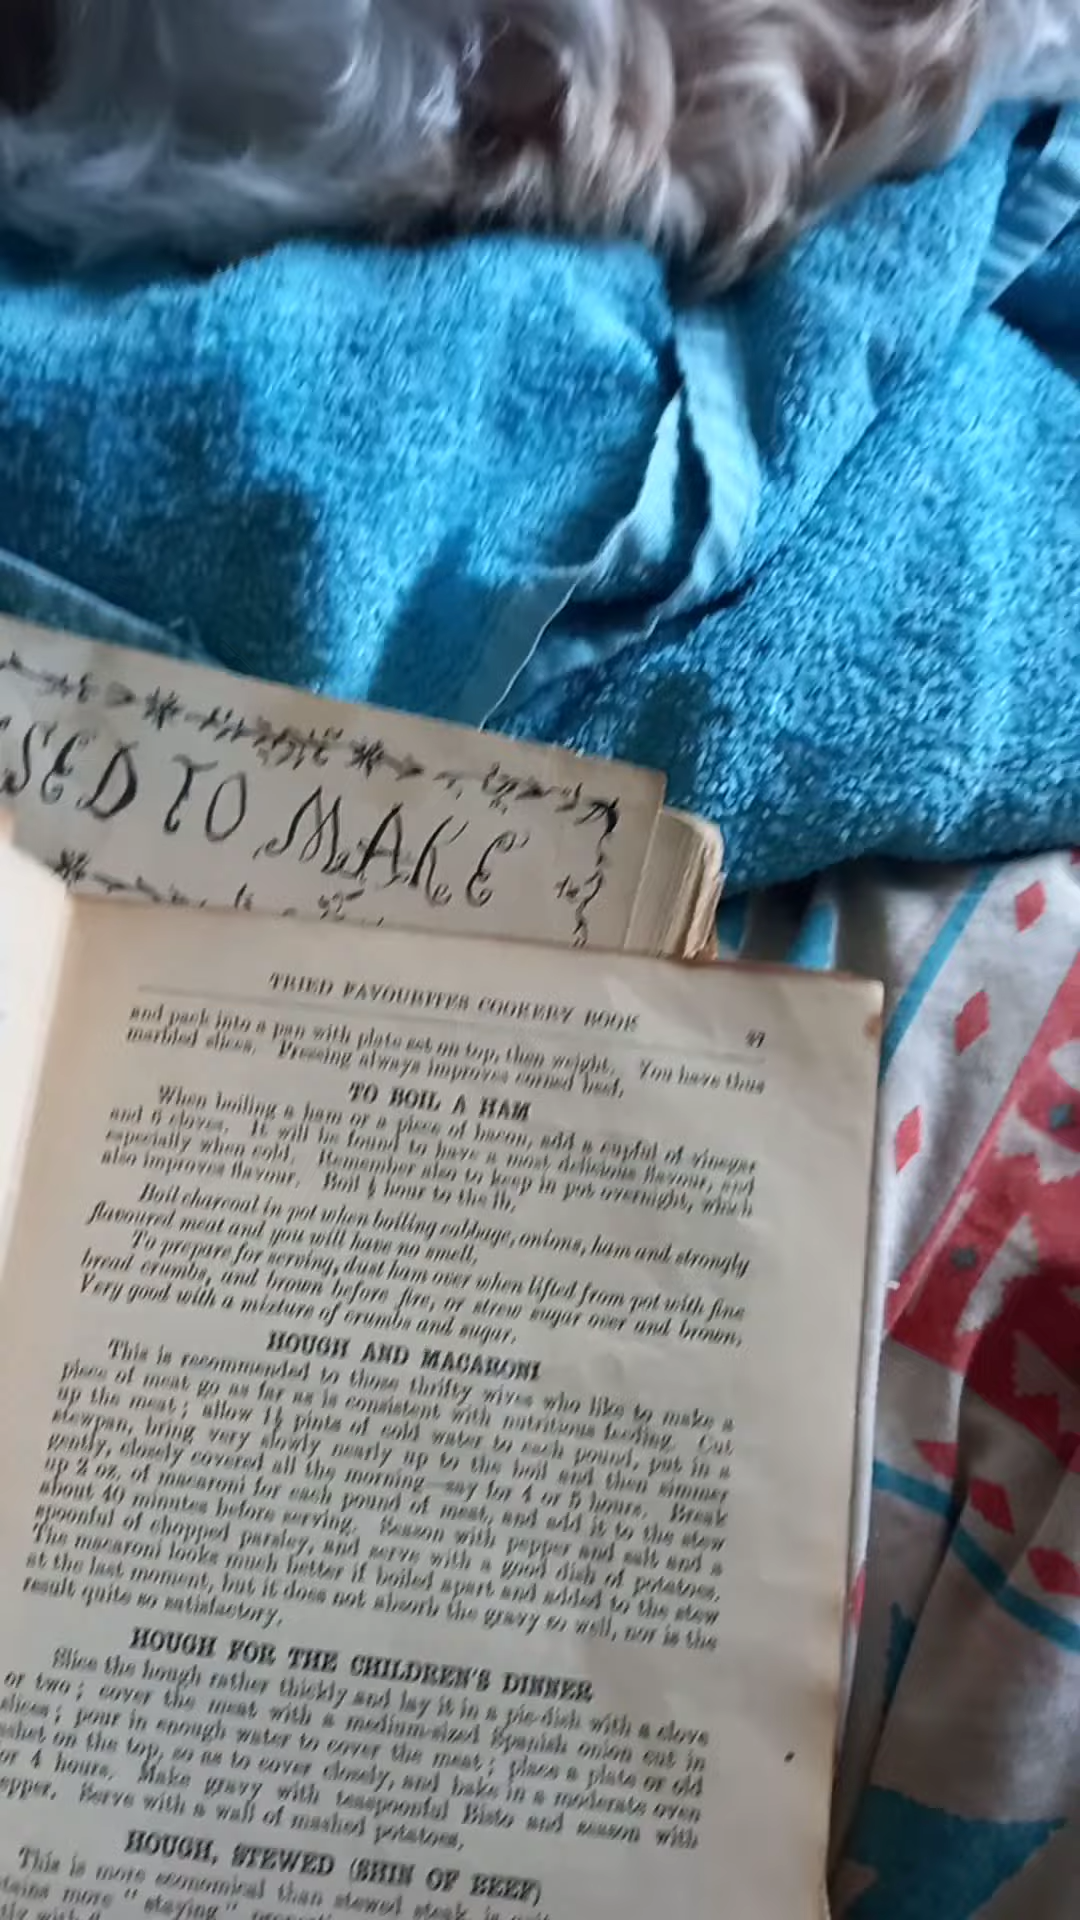 SED TO MAKE
TRIED FAVOURITES COOKERY BOOK
and pack into a pan with plate set on top, then weight. You have thus
marbled slices. Pressing always improves corned beef.
TO BOIL A HAM
When boiling a ham or a piece of bacon, add a cupful of vinegar
and 6 cloves. It will be found to have a most delicious flavour, and
especially when cold. Remember also to keep in pot overnight, which
also improves flavour. Boil ½ hour to the lb.
Boil charcoal in pot when boiling cabbage, onions, ham and strongly
flavoured meat and you will have no smell.
To prepare for serving, dust ham over when lifted from pot with fine
bread crumbs, and brown before fire, or strew sugar over and brown.
Very good with a mixture of crumbs and sugar.
HOUGH AND MACARONI
This is recommended to those thrifty wives who like to make a
piece of meat go as far as is consistent with nutritious feeding. Cut
up the meat; allow 1½ pints of cold water to each pound, put in a
stewpan, bring very slowly nearly up to the boil and then simmer
gently, closely covered all the morning—say for 4 or 5 hours. Break
up 2 oz. of macaroni for each pound of meat, and add it to the stew
about 40 minutes before serving. Season with pepper and salt and a
spoonful of chopped parsley, and serve with a good dish of potatoes.
The macaroni looks much better if boiled apart and added to the stew
at the last moment, but it does not absorb the gravy so well, nor is the
result quite so satisfactory.
HOUGH FOR THE CHILDREN'S DINNER
Slice the hough rather thickly and lay it in a pie-dish with a clove
or two; cover the meat with a medium-sized Spanish onion cut in
slices; pour in enough water to cover the meat; place a plate or old
ashet on the top, so as to cover closely, and bake in a moderate oven
or 4 hours. Make gravy with teaspoonful Bisto and season with
epper. Serve with a wall of mashed potatoes.
HOUGH, STEWED (SHIN OF BEEF)
This is more economical than stewed steak, is
tains more "staying"